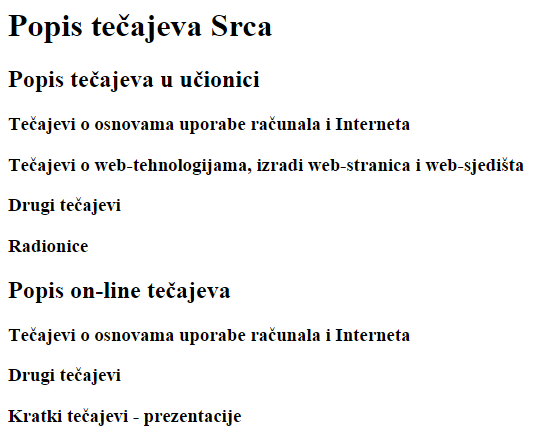 Popis tečajeva Srca
Popis tečajeva u učionici
Tečajevi o osnovama uporabe računala i Interneta
Tečajevi o web-tehnologijama, izradi web-stranica i web-sjedišta
Drugi tečajevi
Radionice
Popis on-line tečajeva
Tečajevi o osnovama uporabe računala i Interneta
Drugi tečajevi
Kratki tečajevi - prezentacije